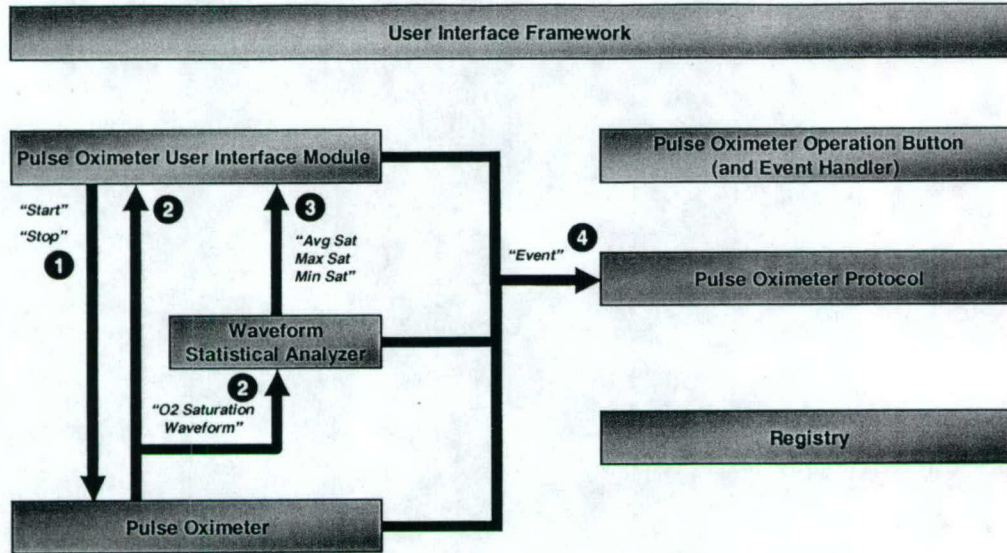 User Interface Framework
Pulse Oximeter User Interface Module
Pulse Oximeter Operation Button
(and Event Handler)
"Start"
"Stop"
1
2
3
"Avg Sat
Max Sat
Min Sat"
"Event"
4
Pulse Oximeter Protocol
Waveform
Statistical Analyzer
2
"O2 Saturation
Waveform"
Registry
Pulse Oximeter